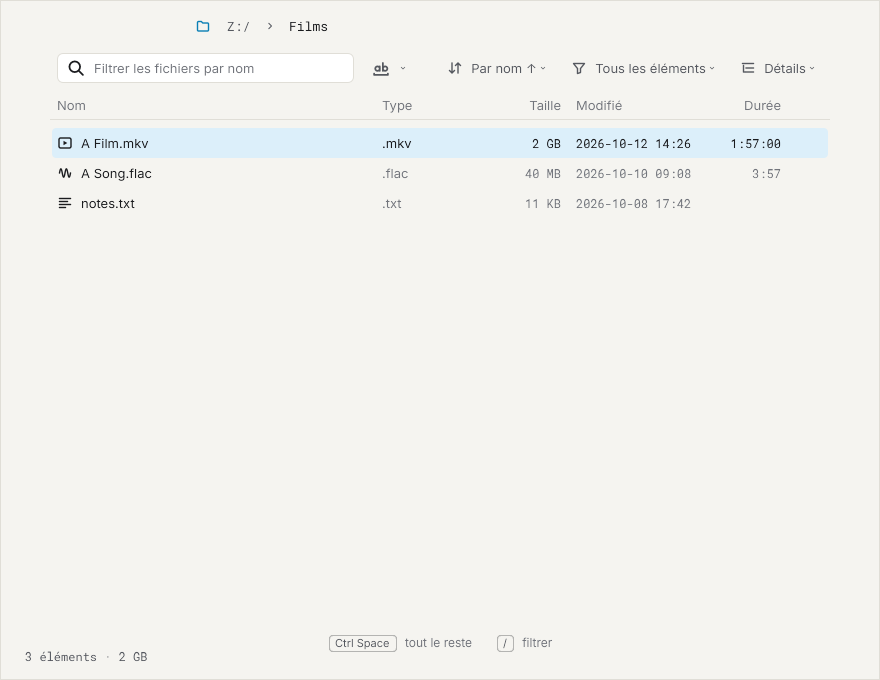 Z:/ › Films
Filtrer les fichiers par nom ab Par nom ↑ Tous les éléments Détails
Nom Type Taille Modifié Durée
A Film.mkv .mkv 2 GB 2026-10-12 14:26 1:57:00
A Song.flac .flac 40 MB 2026-10-10 09:08 3:57
notes.txt .txt 11 KB 2026-10-08 17:42
Ctrl Space tout le reste / filtrer
3 éléments · 2 GB